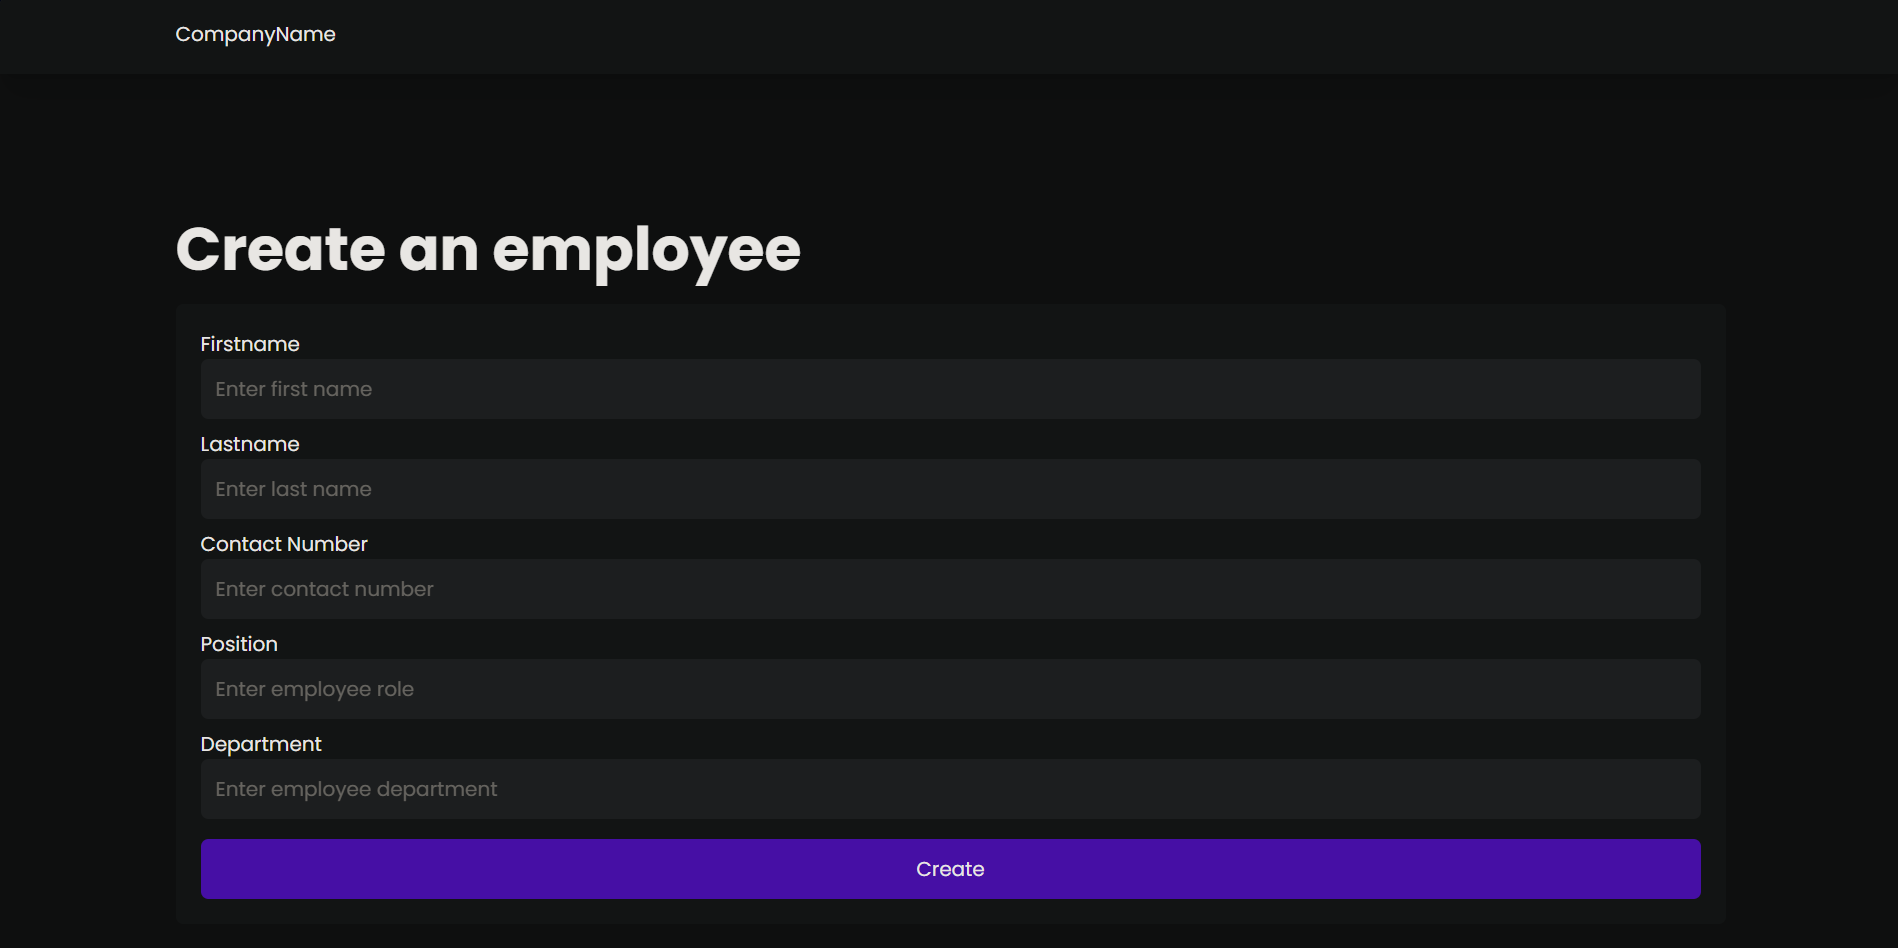 CompanyName
Create an employee
Firstname
Enter first name
Lastname
Enter last name
Contact Number
Enter contact number
Position
Enter employee role
Department
Enter employee department
Create